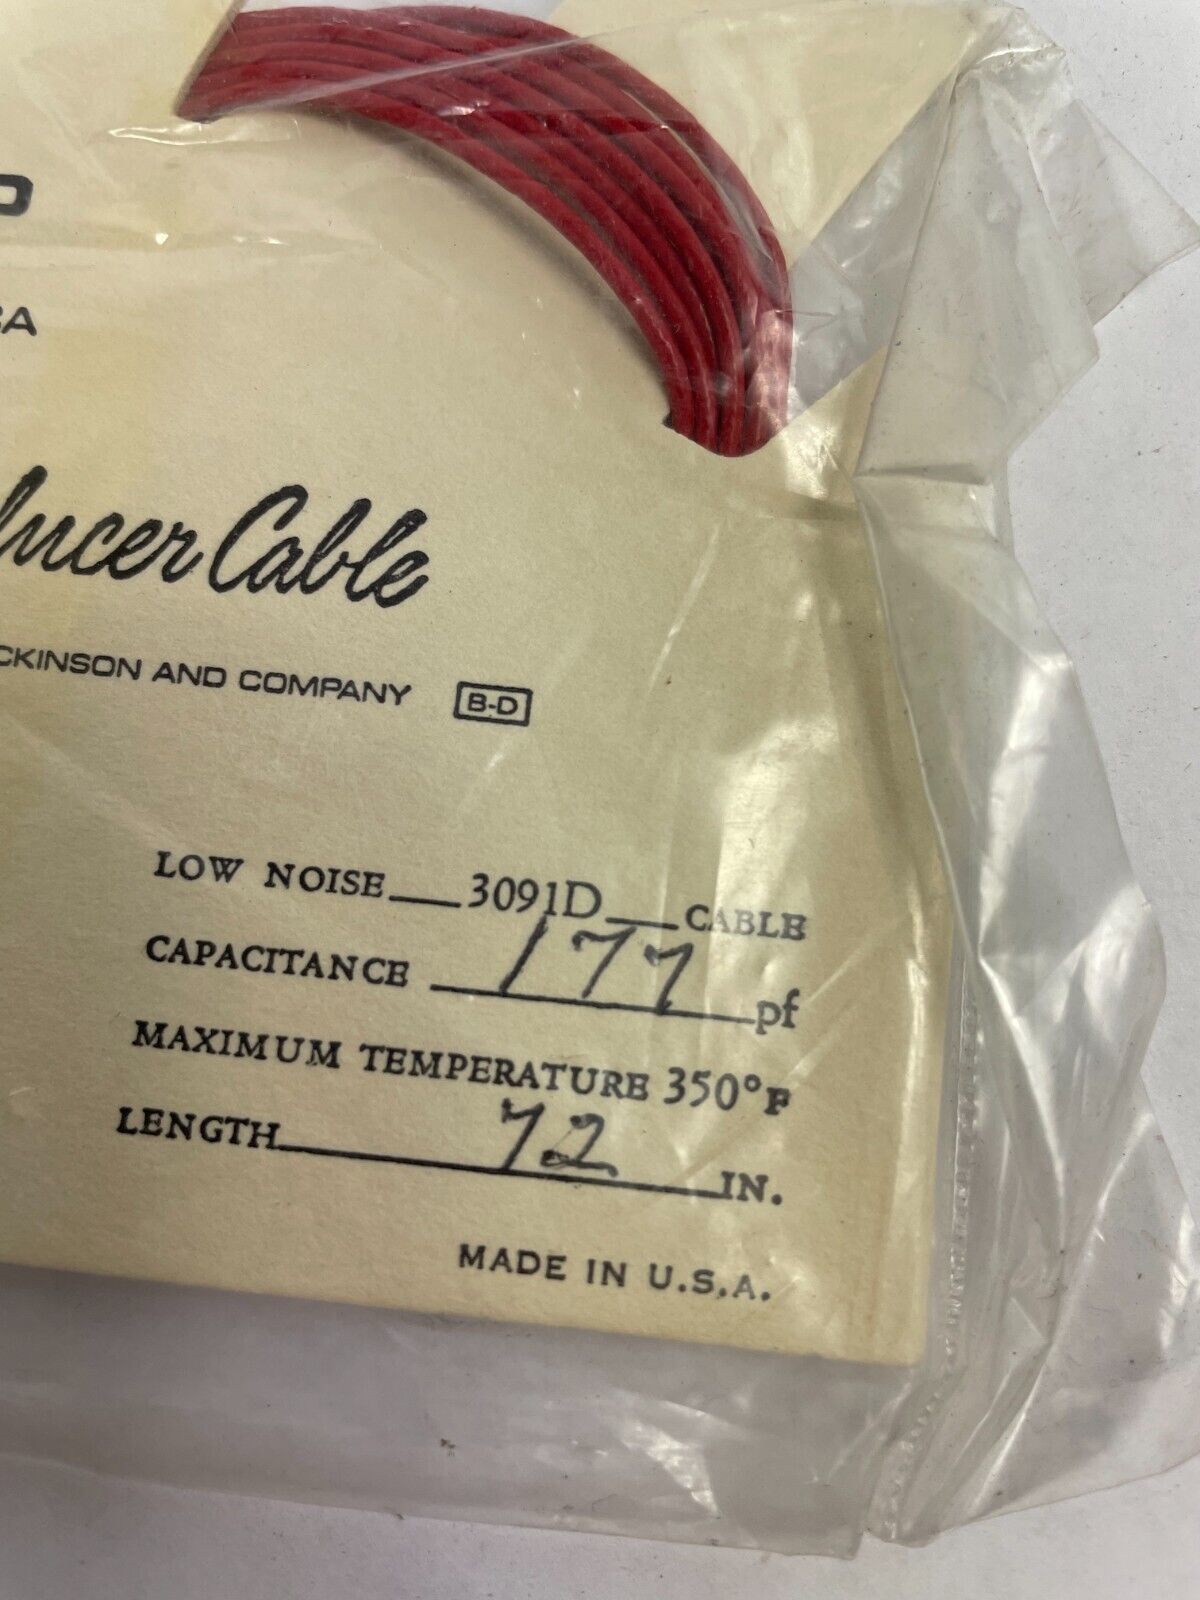 Cable
AND COMPANY B-D
LOW NOISE 3091D CABLE
CAPACITANCE 177 pf
MAXIMUM TEMPERATURE 350°F
LENGTH 72 IN.
MADE IN U.S.A.